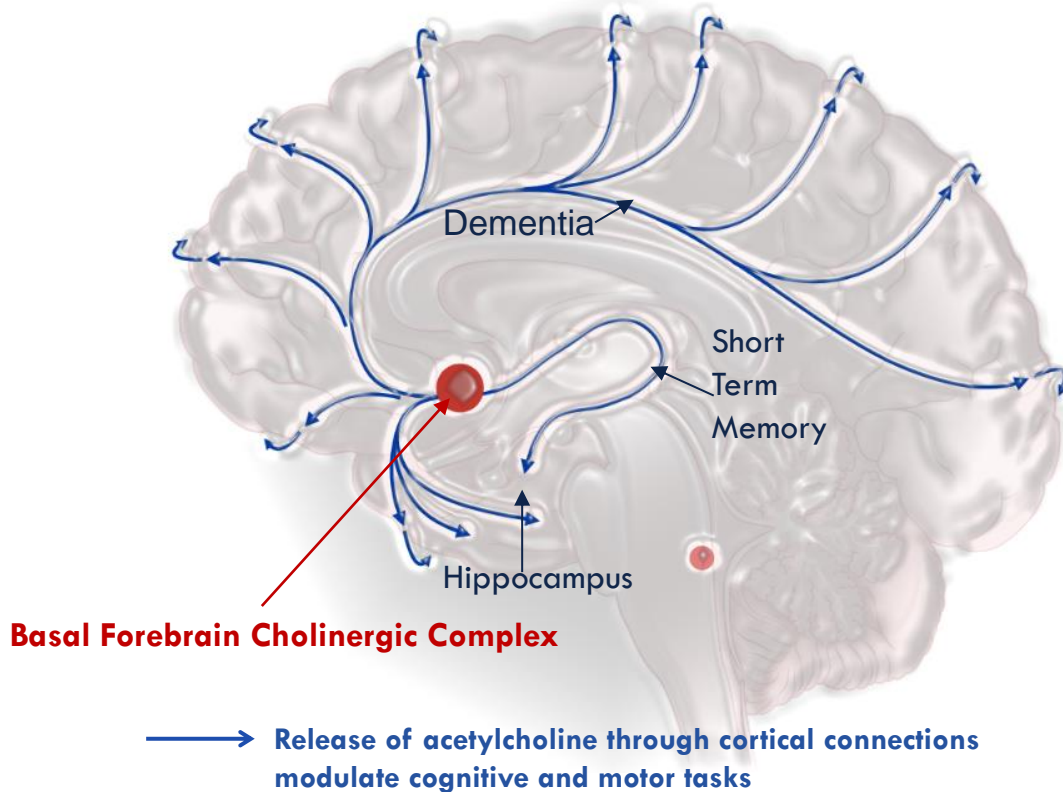 Dementia
Short
Term
Memory
Hippocampus
Basal Forebrain Cholinergic Complex
Release of acetylcholine through cortical connections
modulate cognitive and motor tasks